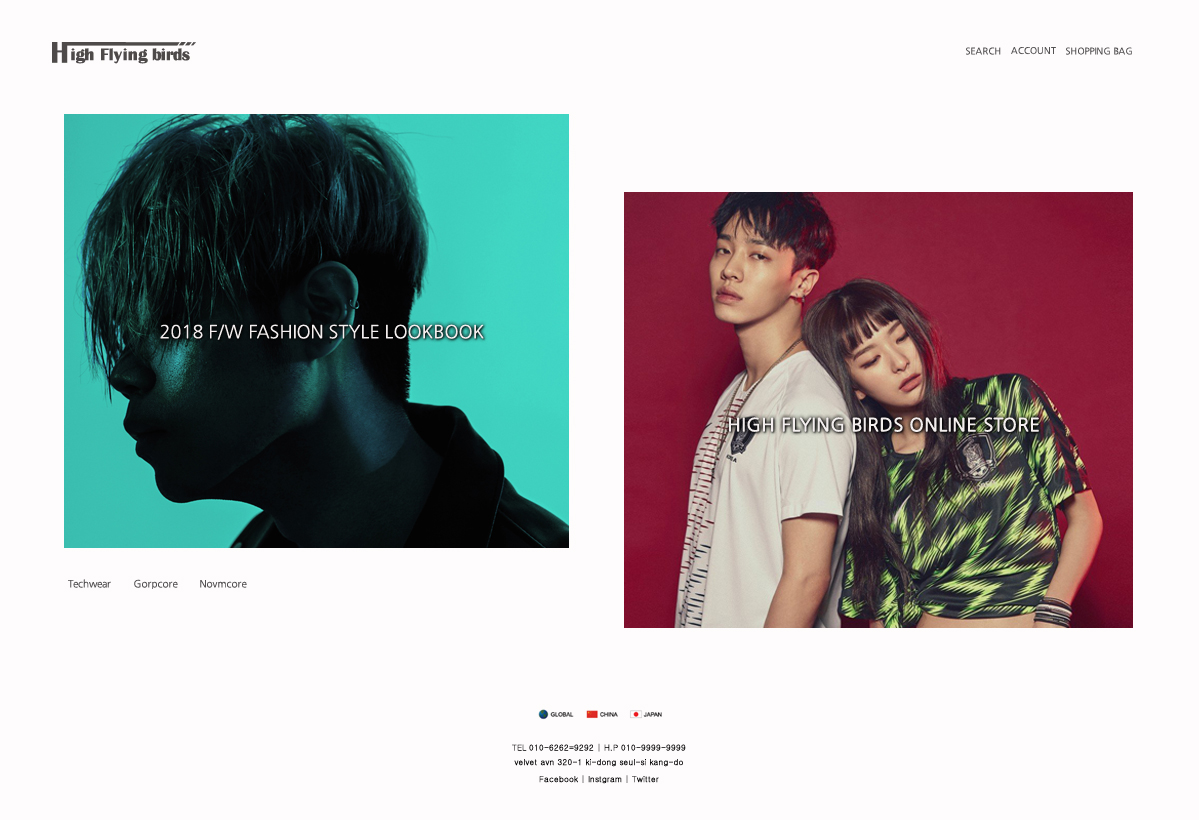 High Flying birds
SEARCH ACCOUNT SHOPPING BAG
2018 F/W FASHION STYLE LOOKBOOK
HIGH FLYING BIRDS ONLINE STORE
Techwear Gorpcore Novmcore
GLOBAL CHINA JAPAN
TEL 010-6262=9292 | H.P 010-9999-9999
velvet avn 320-1 ki-dong seul-si kang-do
Facebook | Instgram | Twitter